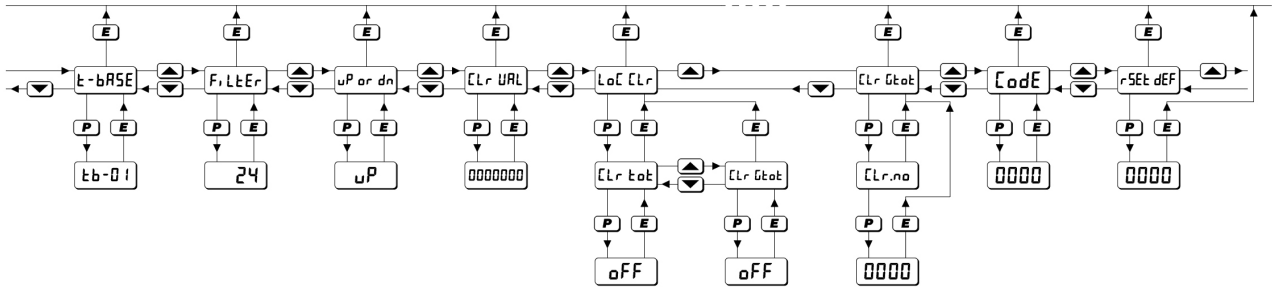 E E E E E E E E
t-bASE FiLtEr uP or dn CLr VAL LoC CLr CLr Gtot CodE rSEt dEF
P E P E P E P E P E E P E P E P E
tb-01 24 uP 0000000 CLr tot CLr Gtot CLr.no 0000 0000
P E P E P E
oFF oFF 0000